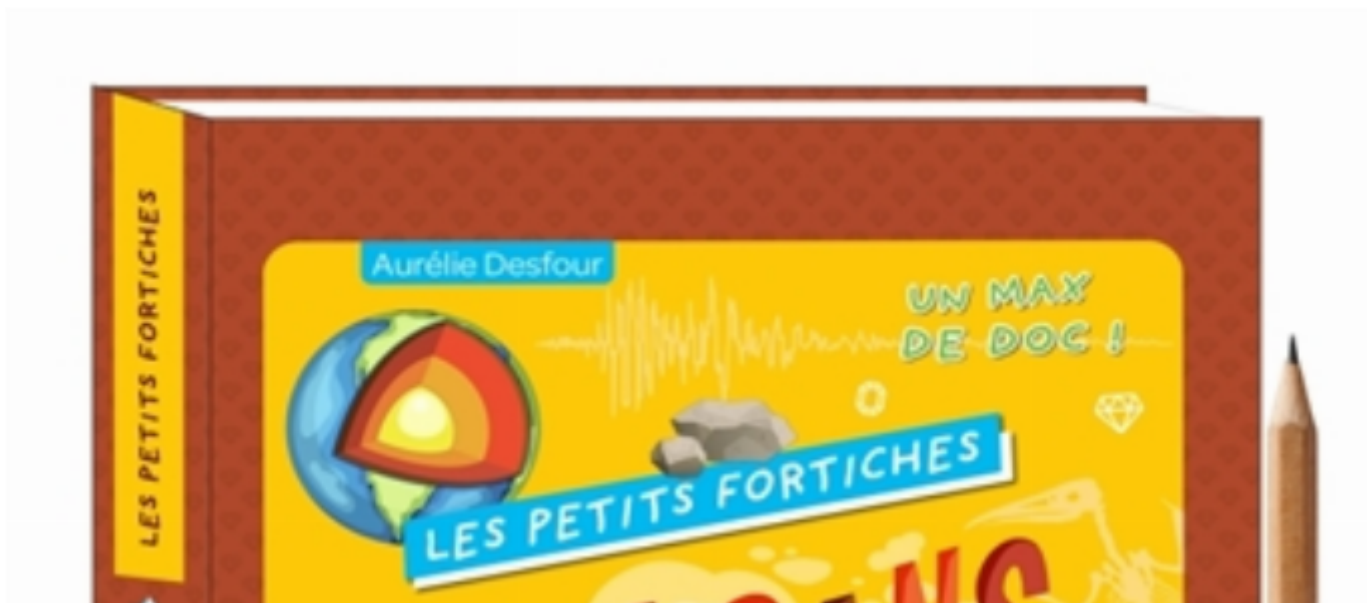 LES PETITS FORTICHES
Aurélie Desfour
UN MAX
DE DOC !
LES PETITS FORTICHES